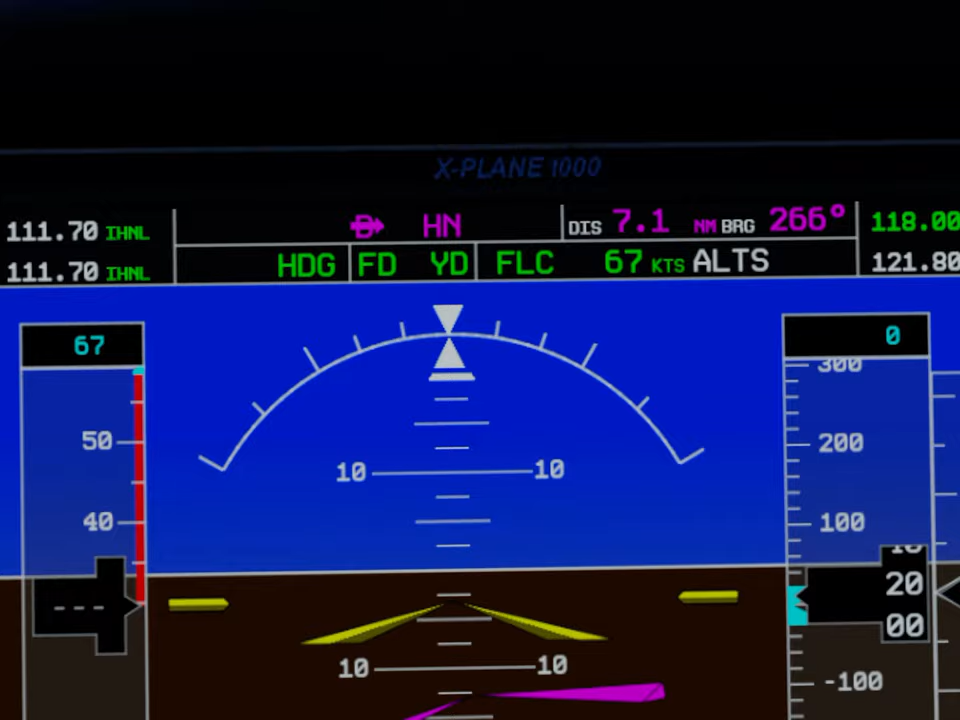 X-PLANE 1000
111.70 IHNL
D HN DIS 7.1 NM BRG 266° 118.00
111.70 IHNL
HDG FD YD FLC 67 KTS ALTS 121.80
67 0
300
50 200
10 10
40 100
---
20
00
10 10
-100